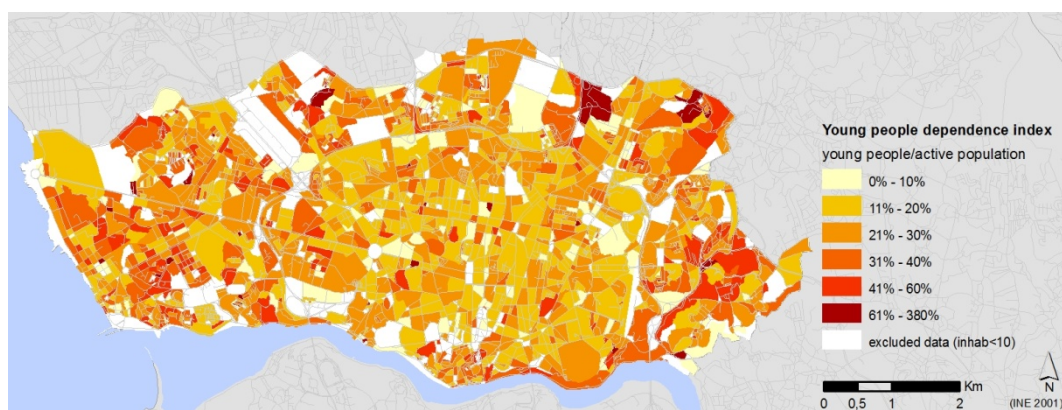 Young people dependence index
young people/active population
0% - 10%
11% - 20%
21% - 30%
31% - 40%
41% - 60%
61% - 380%
excluded data (inhab<10)
Km
0 0,5 1 2
N
(INE 2001)